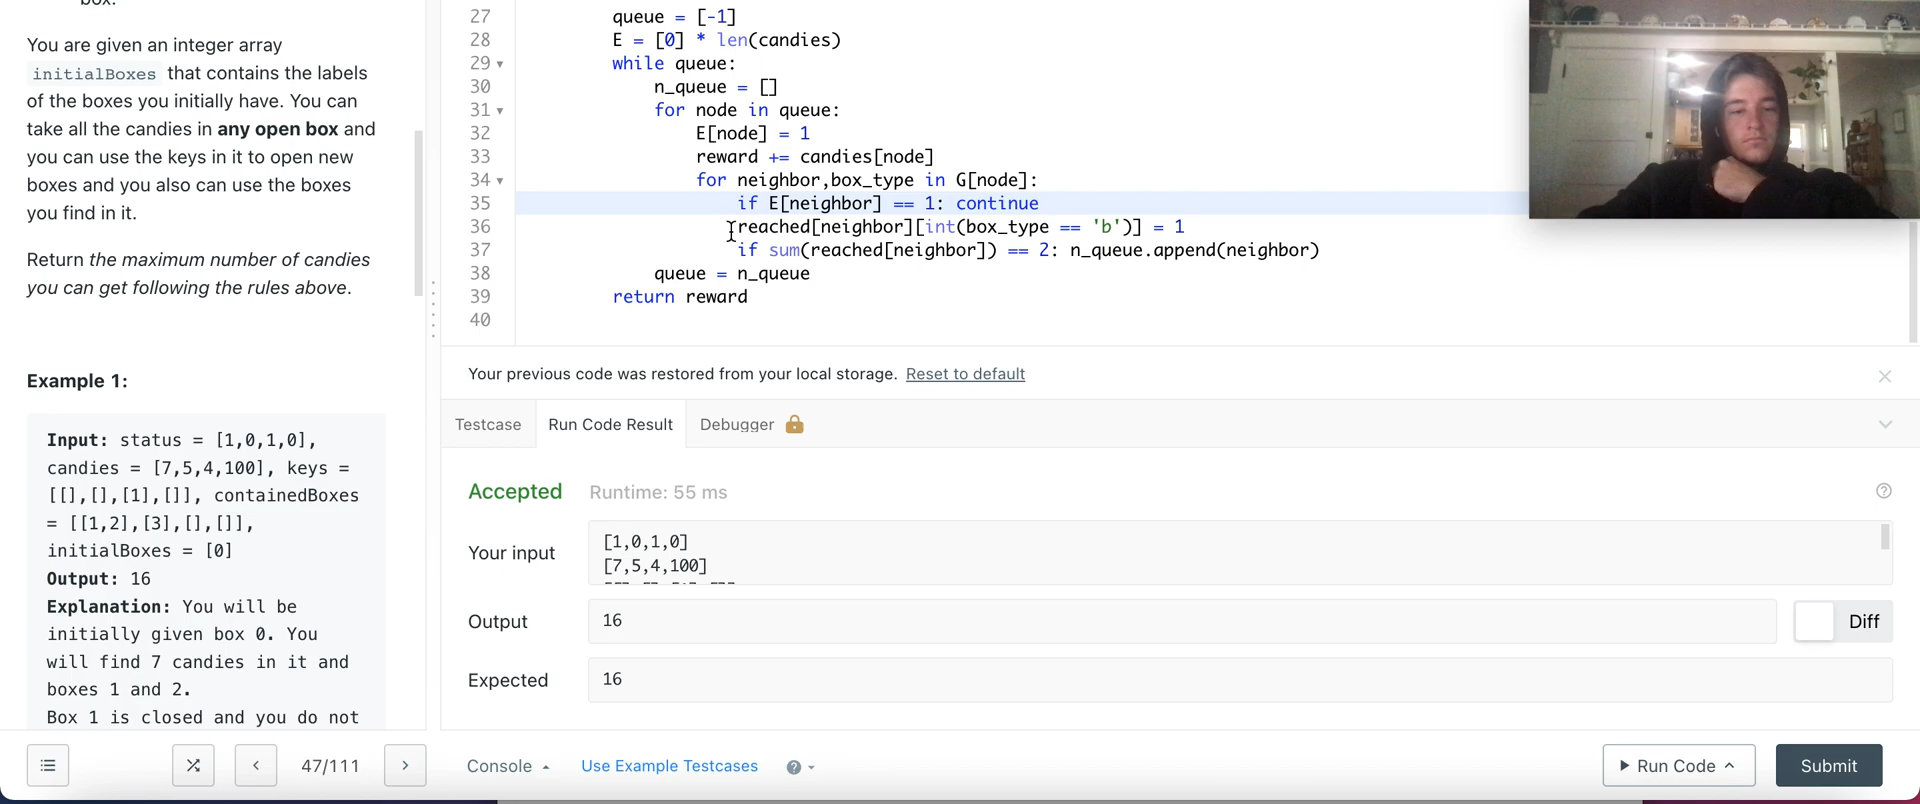 box.
You are given an integer array
initialBoxes that contains the labels
of the boxes you initially have. You can
take all the candies in any open box and
you can use the keys in it to open new
boxes and you also can use the boxes
you find in it.
Return the maximum number of candies
you can get following the rules above.
Example 1:
Input: status = [1,0,1,0],
candies = [7,5,4,100], keys =
[[],[],[1],[]], containedBoxes
= [[1,2],[3],[],[]],
initialBoxes = [0]
Output: 16
Explanation: You will be
initially given box 0. You
will find 7 candies in it and
boxes 1 and 2.
Box 1 is closed and you do not
27 queue = [-1]
28 E = [0] * len(candies)
29 while queue:
30 n_queue = []
31 for node in queue:
32 E[node] = 1
33 reward += candies[node]
34 for neighbor,box_type in G[node]:
35 if E[neighbor] == 1: continue
36 reached[neighbor][int(box_type == 'b')] = 1
37 if sum(reached[neighbor]) == 2: n_queue.append(neighbor)
38 queue = n_queue
39 return reward
40
Your previous code was restored from your local storage. Reset to default
Testcase Run Code Result Debugger
Accepted Runtime: 55 ms
Your input
[1,0,1,0]
[7,5,4,100]
Output 16 Diff
Expected 16
47/111 Console Use Example Testcases Run Code Submit